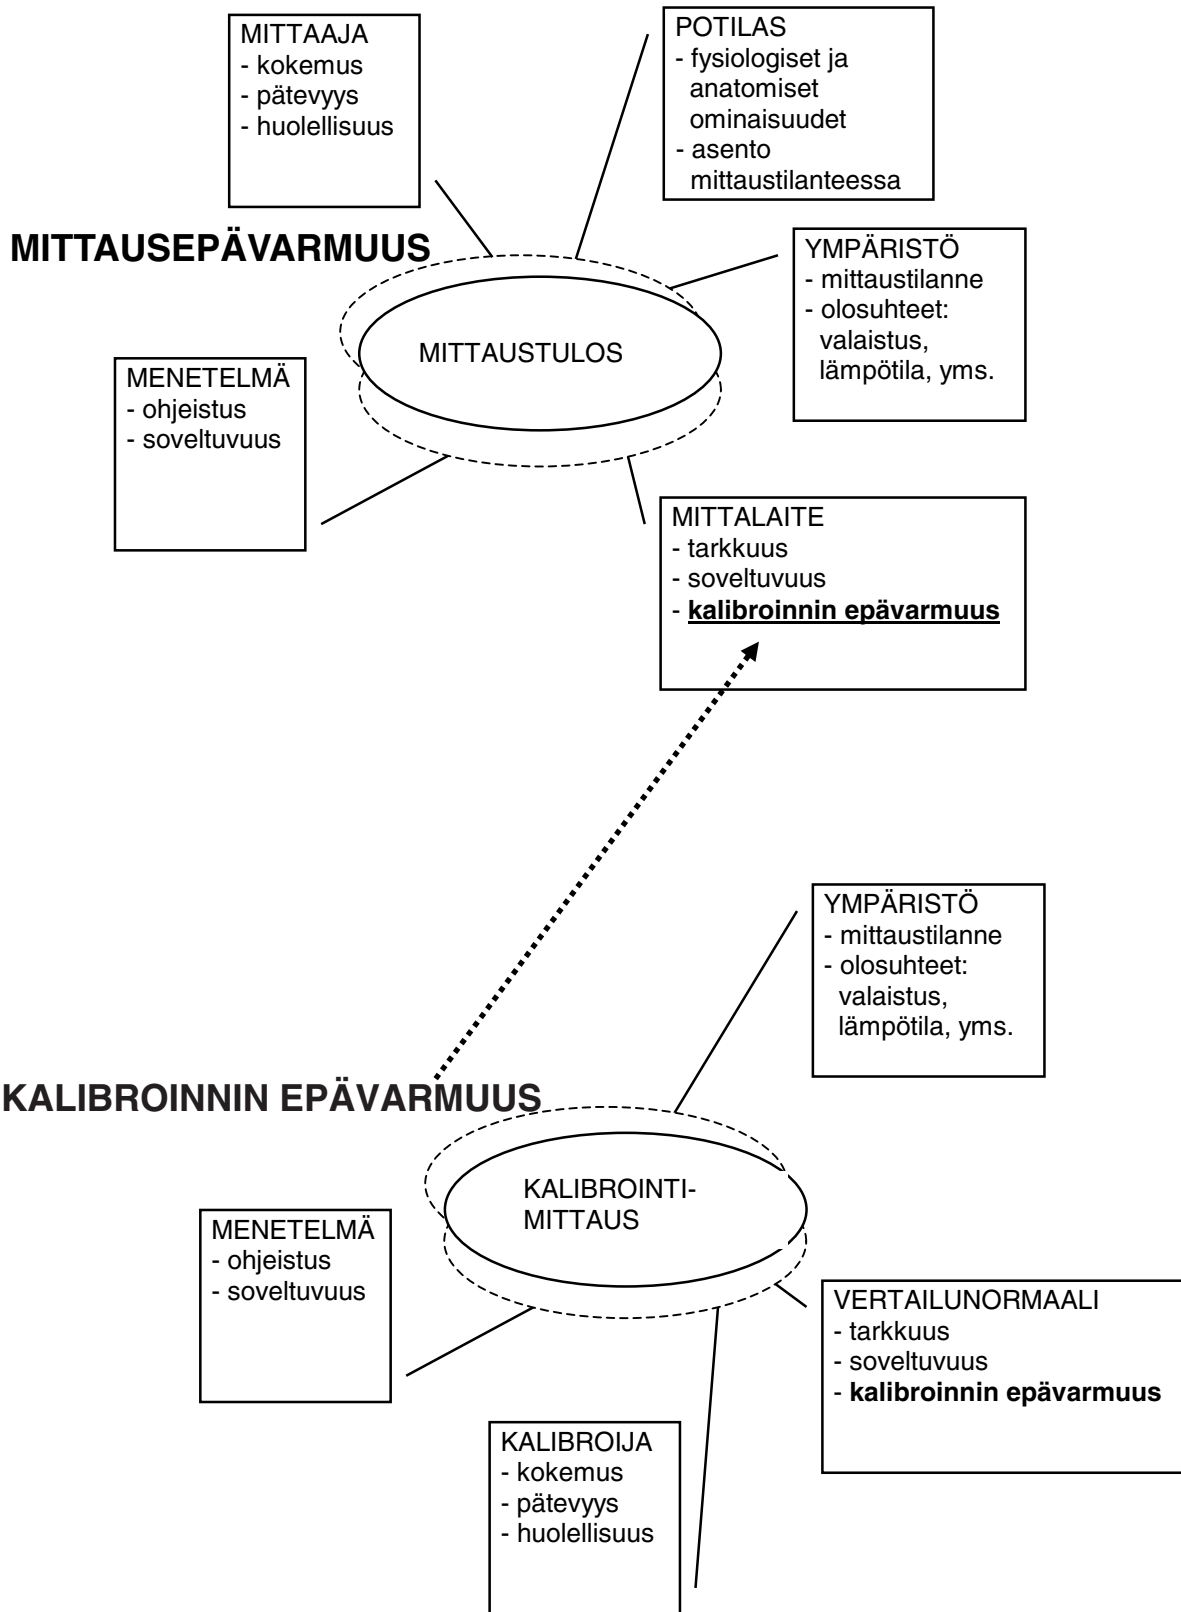 MITTAAJA
- kokemus
- pätevyys
- huolellisuus
POTILAS
- fysiologiset ja
anatomiset
ominaisuudet
- asento
mittaustilanteessa
MITTAUSEPÄVARMUUS
YMPÄRISTÖ
- mittaustilanne
- olosuhteet:
valaistus,
lämpötila, yms.
MITTAUSTULOS
MENETELMÄ
- ohjeistus
- soveltuvuus
MITTALAITE
- tarkkuus
- soveltuvuus
- kalibroinnin epävarmuus
YMPÄRISTÖ
- mittaustilanne
- olosuhteet:
valaistus,
lämpötila, yms.
KALIBROINNIN EPÄVARMUUS
KALIBROINTI-
MITTAUS
MENETELMÄ
- ohjeistus
- soveltuvuus
VERTAILUNORMAALI
- tarkkuus
- soveltuvuus
- kalibroinnin epävarmuus
KALIBROIJA
- kokemus
- pätevyys
- huolellisuus